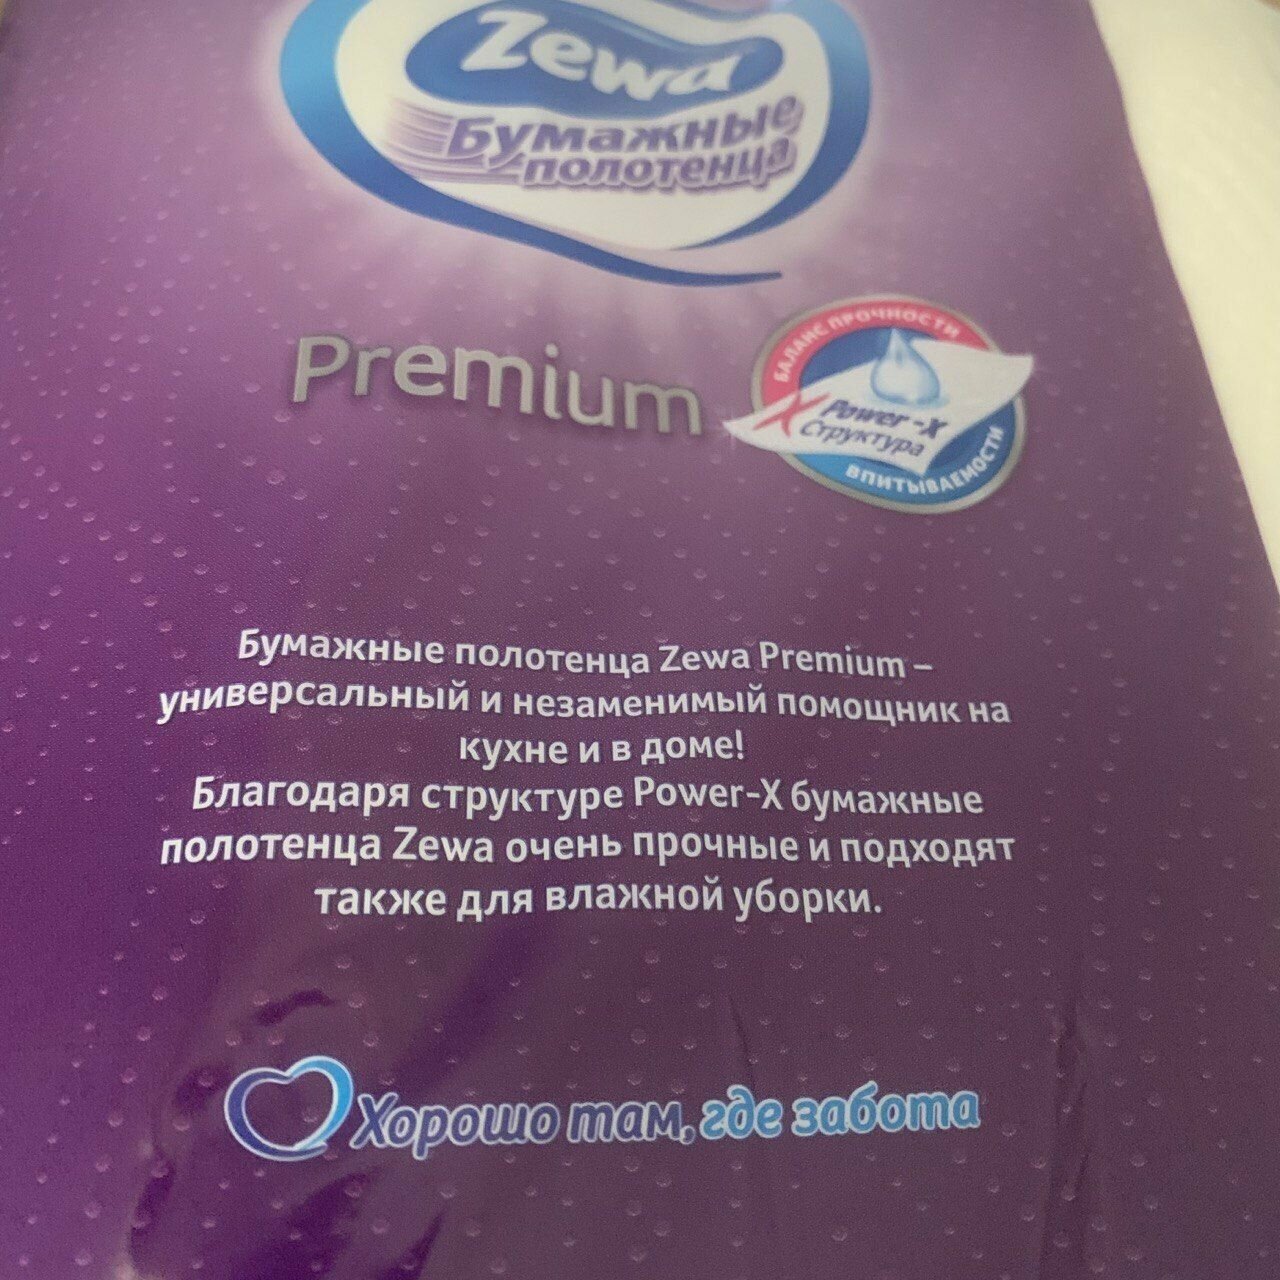 Zewa
Бумажные
полотенца
Premium
БАЛАНС ПРОЧНОСТИ
Power-X
Структура
ВПИТЫВАЕМОСТИ
Бумажные полотенца Zewa Premium –
универсальный и незаменимый помощник на
кухне и в доме!
Благодаря структуре Power-X бумажные
полотенца Zewa очень прочные и подходят
также для влажной уборки.
Хорошо там, где забота